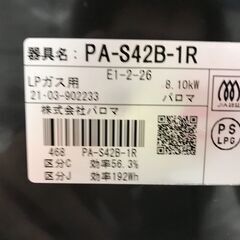 器具名: PA-S42B-1R
E1-2-26
LPガス用 8.10kW
21-03-902233 パロマ
株式会社パロマ
468 PA-S42B-1R
区分C 効率56.3%
区分J 効率192Wh
JIA
PS
LPG